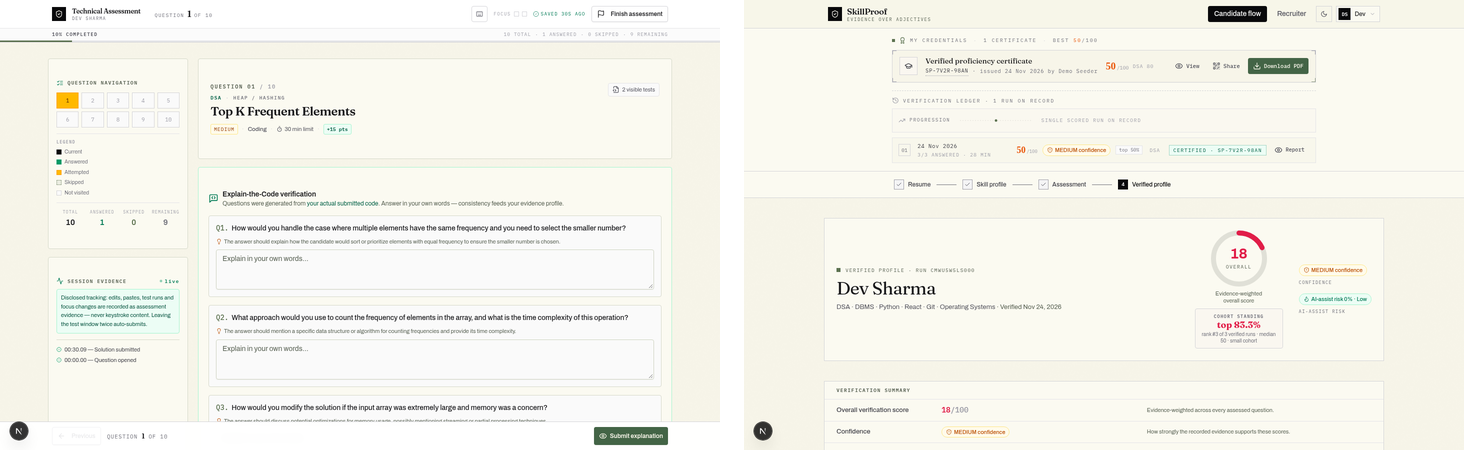 Technical Assessment
DEV SHARMA
QUESTION 1 OF 10
FOCUS
SAVED 30S AGO
Finish assessment
10% COMPLETED
10 TOTAL · 1 ANSWERED · 0 SKIPPED · 9 REMAINING
QUESTION NAVIGATION
1 2 3 4 5
6 7 8 9 10
LEGEND
Current
Answered
Attempted
Skipped
Not visited
TOTAL ANSWERED SKIPPED REMAINING
10 1 0 9
SESSION EVIDENCE
live
Disclosed tracking: edits, pastes, test runs and
focus changes are recorded as assessment
evidence — never keystroke content. Leaving
the test window twice auto-submits.
00:30.09 — Solution submitted
00:00.00 — Question opened
QUESTION 01 / 10
DSA HEAP / HASHING
Top K Frequent Elements
MEDIUM Coding 30 min limit +15 pts
2 visible tests
Explain-the-Code verification
Questions were generated from your actual submitted code. Answer in your own words — consistency feeds your evidence profile.
Q1. How would you handle the case where multiple elements have the same frequency and you need to select the smaller number?
The answer should explain how the candidate would sort or prioritize elements with equal frequency to ensure the smaller number is chosen.
Explain in your own words...
Q2. What approach would you use to count the frequency of elements in the array, and what is the time complexity of this operation?
The answer should mention a specific data structure or algorithm for counting frequencies and provide its time complexity.
Explain in your own words...
Q3. How would you modify the solution if the input array was extremely large and memory was a concern?
N
Previous
QUESTION 1 OF 10
Submit explanation
SkillProof
EVIDENCE OVER ADJECTIVES
Candidate flow
Recruiter
DS Dev
MY CREDENTIALS 1 CERTIFICATE BEST 50/100
Verified proficiency certificate
SP-7V2R-98AN · issued 24 Nov 2026 by Demo Seeder
50/100 DSA 80
View
Share
Download PDF
VERIFICATION LEDGER · 1 RUN ON RECORD
PROGRESSION
SINGLE SCORED RUN ON RECORD
01
24 Nov 2026
3/3 ANSWERED · 20 MIN
50/100
MEDIUM confidence
top 50%
DSA
CERTIFIED · SP-7V2R-98AN
Report
Resume
Skill profile
Assessment
4 Verified profile
Dev Sharma
DSA · DBMS · Python · React · Git · Operating Systems · Verified Nov 24, 2026
18
OVERALL
Evidence-weighted
overall score
COHORT STANDING
top 83.3%
rank #3 of 3 verified runs · median
50 · small cohort
MEDIUM confidence
CONFIDENCE
AI-assist risk 0% · Low
AI-ASSIST RISK
VERIFICATION SUMMARY
Overall verification score
18/100
Evidence-weighted across every assessed question.
Confidence
MEDIUM confidence
How strongly the recorded evidence supports these scores.
N